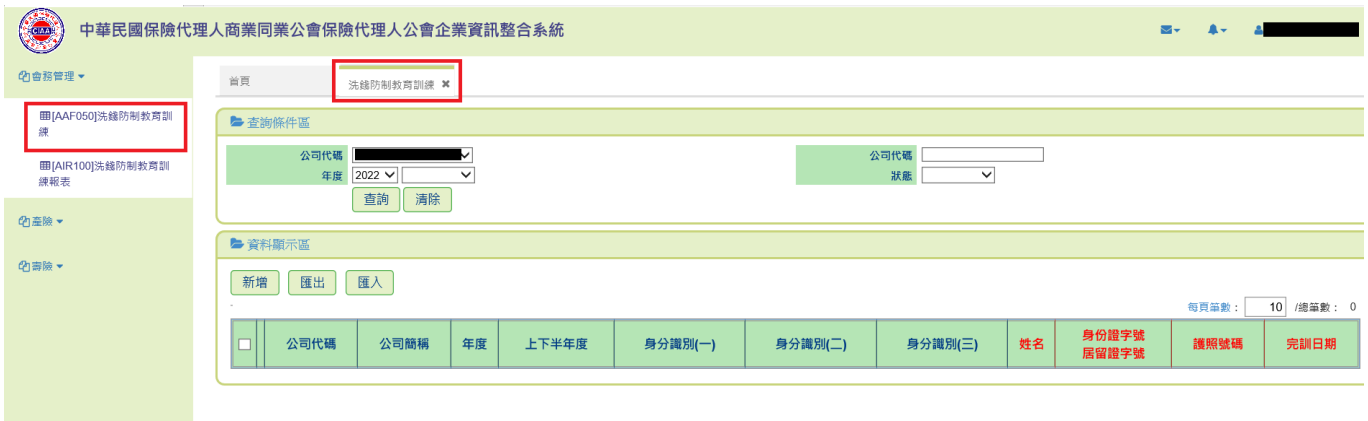 CIAA
中華民國保險代理人商業同業公會保險代理人公會企業資訊整合系統
會務管理
[AAF050]洗錢防制教育訓
練
[AIR100]洗錢防制教育訓
練報表
產險
壽險
首頁
洗錢防制教育訓練 ✖
查詢條件區
公司代碼
公司代碼
年度 2022
狀態
查詢 清除
資料顯示區
新增 匯出 匯入
每頁筆數： 10 /總筆數： 0
公司代碼 公司簡稱 年度 上下半年度 身分識別(一) 身分識別(二) 身分識別(三) 姓名 身份證字號 護照號碼 完訓日期
居留證字號